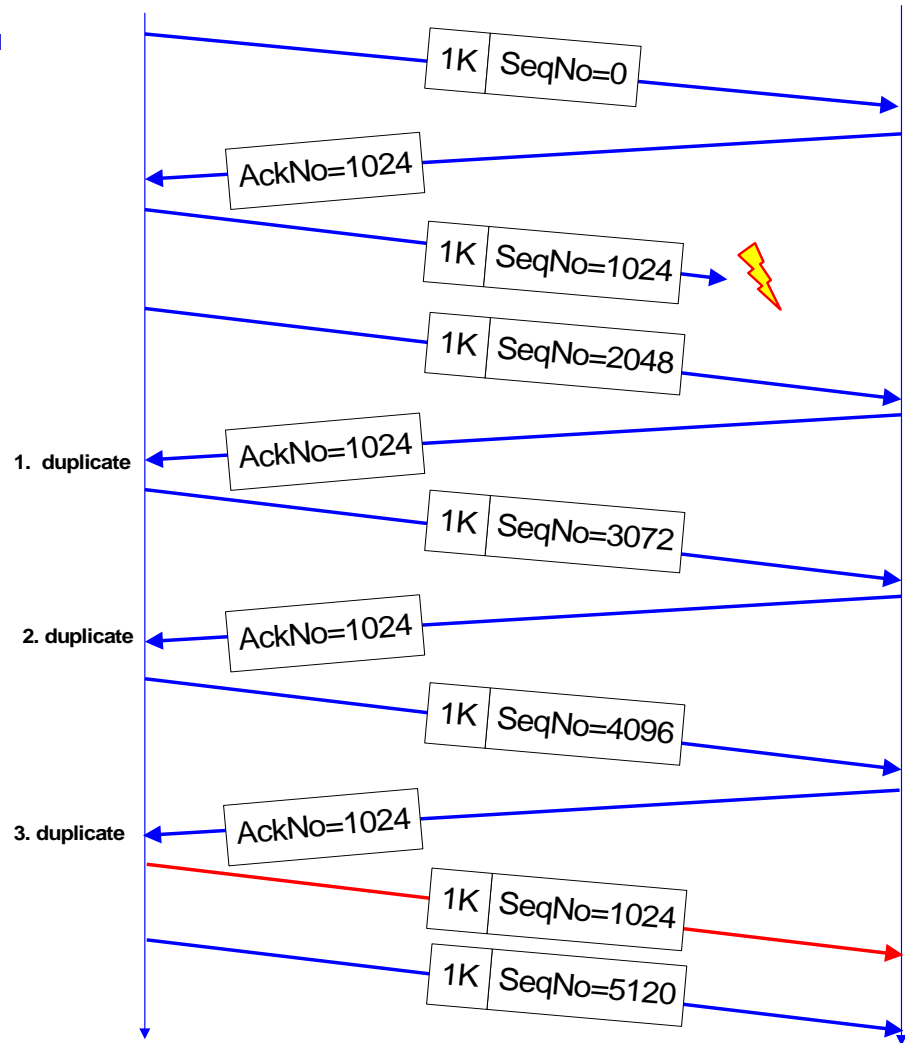 1K SeqNo=0
AckNo=1024
1K SeqNo=1024
1K SeqNo=2048
AckNo=1024
1. duplicate
1K SeqNo=3072
AckNo=1024
2. duplicate
1K SeqNo=4096
AckNo=1024
3. duplicate
1K SeqNo=1024
1K SeqNo=5120